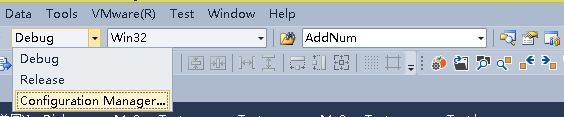 Data Tools VMware(R) Test Window Help
Debug Win32 AddNum
Debug
Release
Configuration Manager...